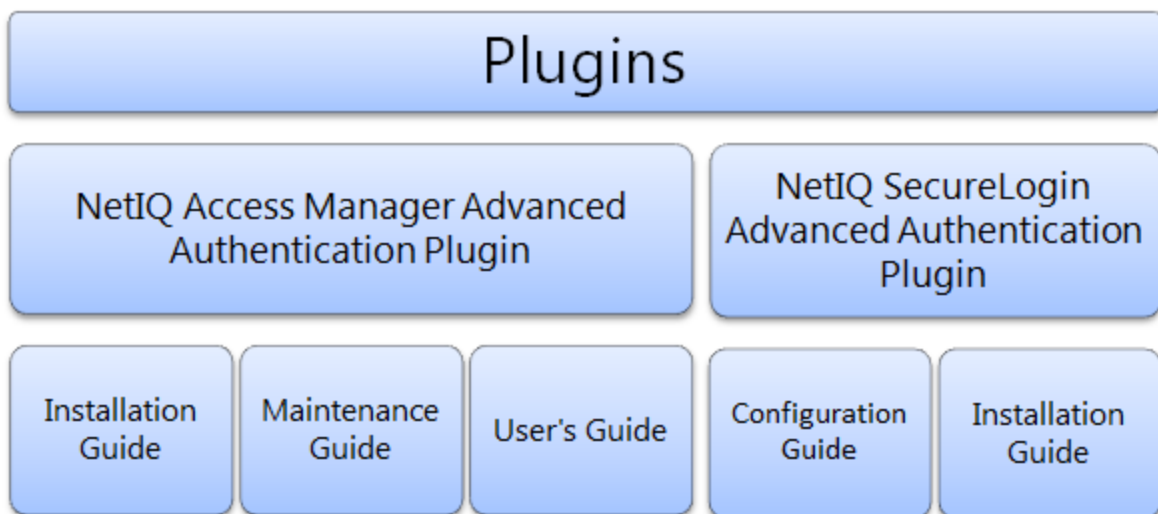 Plugins
NetIQ Access Manager Advanced
Authentication Plugin
NetIQ SecureLogin
Advanced Authentication
Plugin
Installation
Guide
Maintenance
Guide
User's Guide
Configuration
Guide
Installation
Guide